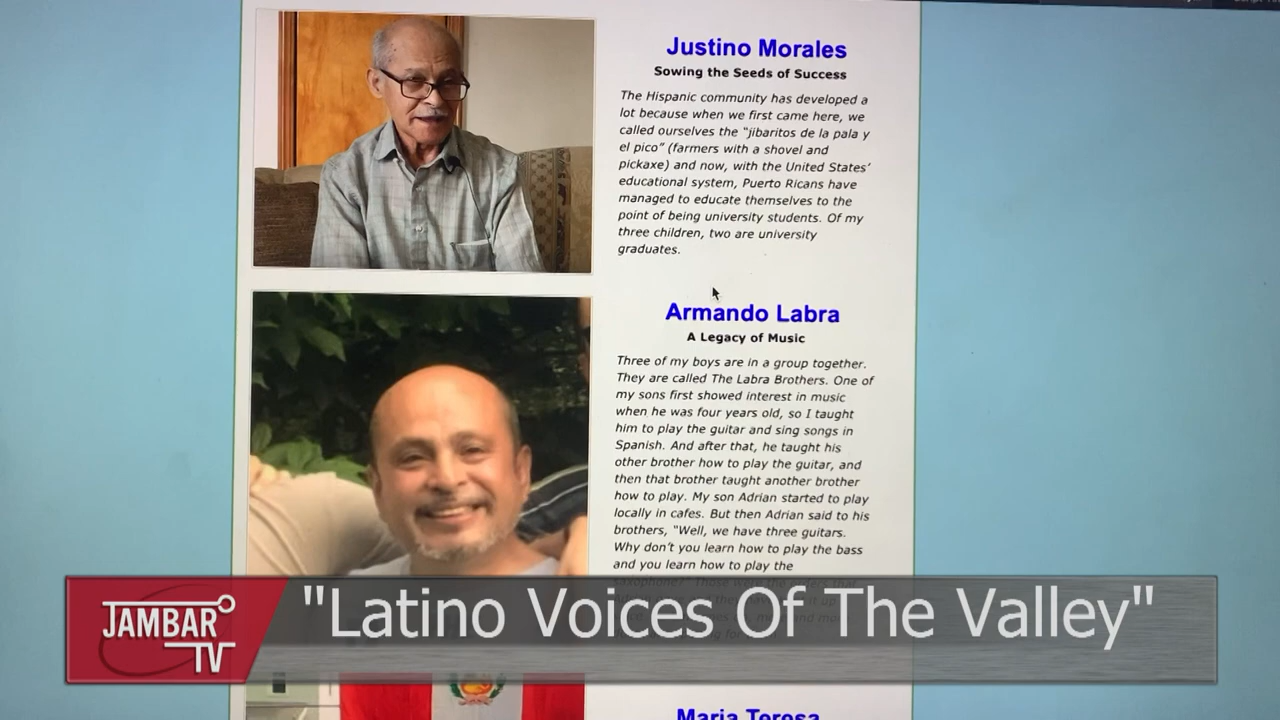 Justino Morales
Sowing the Seeds of Success
The Hispanic community has developed a
lot because when we first came here, we
called ourselves the “jibaritos de la pala y
el pico” (farmers with a shovel and
pickaxe) and now, with the United States’
educational system, Puerto Ricans have
managed to educate themselves to the
point of being university students. Of my
three children, two are university
graduates.
Armando Labra
A Legacy of Music
Three of my boys are in a group together.
They are called The Labra Brothers. One of
my sons first showed interest in music
when he was four years old, so I taught
him to play the guitar and sing songs in
Spanish. And after that, he taught his
other brother how to play the guitar, and
then that brother taught another brother
how to play. My son Adrian started to play
locally in cafes. But then Adrian said to his
brothers, “Well, we have three guitars.
Why don’t you learn how to play the bass
and you learn how to play the
saxophone?” Those were the orders that
JAMBAR
TV
"Latino Voices Of The Valley"
Maria Teresa